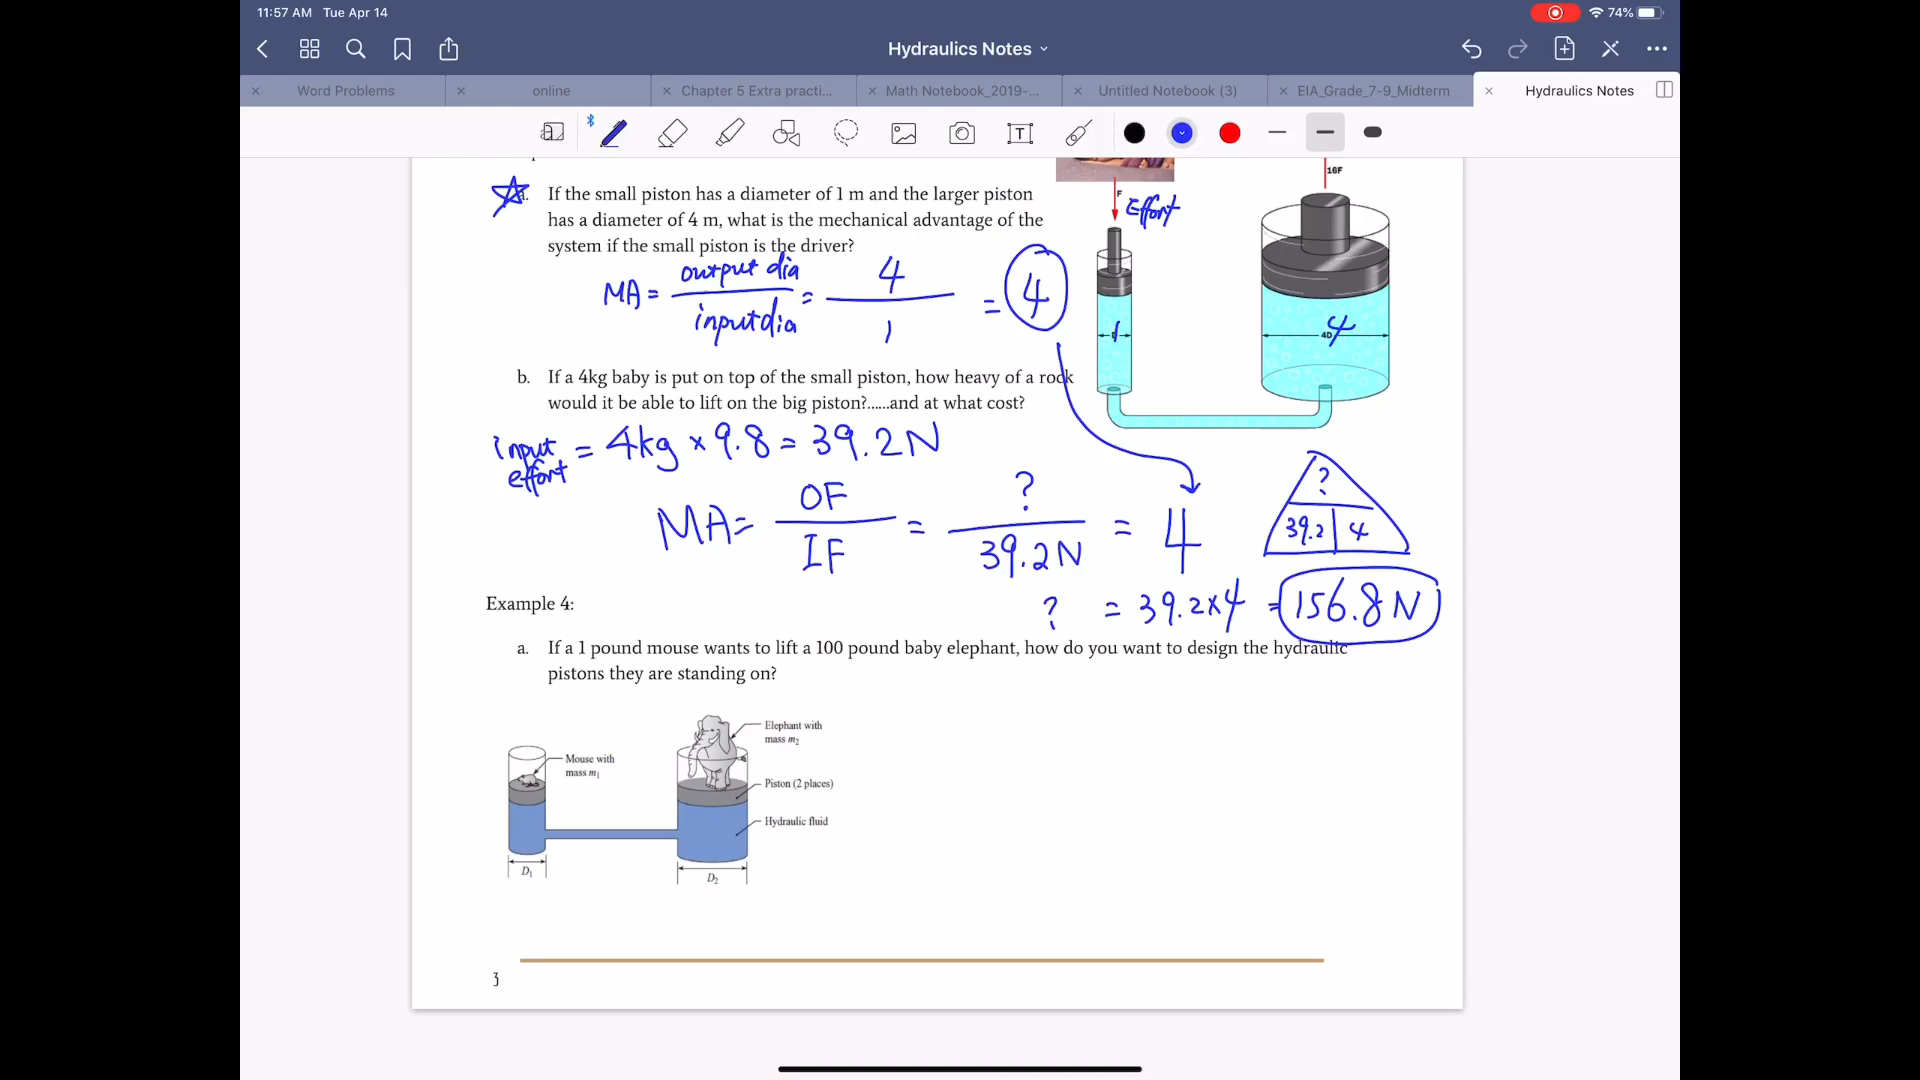 11:57 AM Tue Apr 14
74%
Hydraulics Notes
Word Problems
online
Chapter 5 Extra practi...
Math Notebook_2019-...
Untitled Notebook (3)
EIA_Grade_7-9_Midterm
Hydraulics Notes
16F
F
Effort
a. If the small piston has a diameter of 1 m and the larger piston
has a diameter of 4 m, what is the mechanical advantage of the
system if the small piston is the driver?
MA = output dia / input dia = 4 / 1 = 4
1
4D
4
b. If a 4kg baby is put on top of the small piston, how heavy of a rock
would it be able to lift on the big piston?......and at what cost?
input effort = 4kg × 9.8 = 39.2N
MA = OF / IF = ? / 39.2N = 4
?
39.2 4
? = 39.2×4 = 156.8 N
Example 4:
a. If a 1 pound mouse wants to lift a 100 pound baby elephant, how do you want to design the hydraulic
pistons they are standing on?
Elephant with
mass m2
Mouse with
mass m1
Piston (2 places)
Hydraulic fluid
D1
D2
3